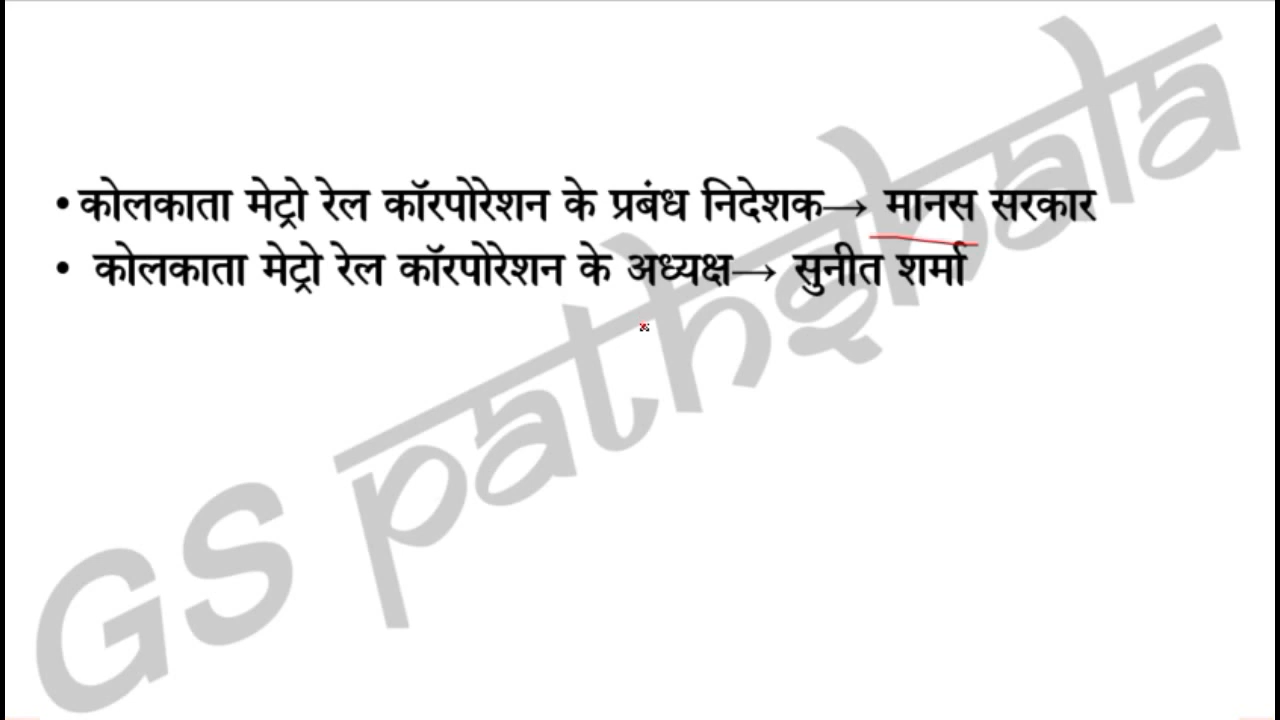 • कोलकाता मेट्रो रेल कॉरपोरेशन के प्रबंध निदेशक→ मानस सरकार
• कोलकाता मेट्रो रेल कॉरपोरेशन के अध्यक्ष→ सुनीत शर्मा
GS pathshala